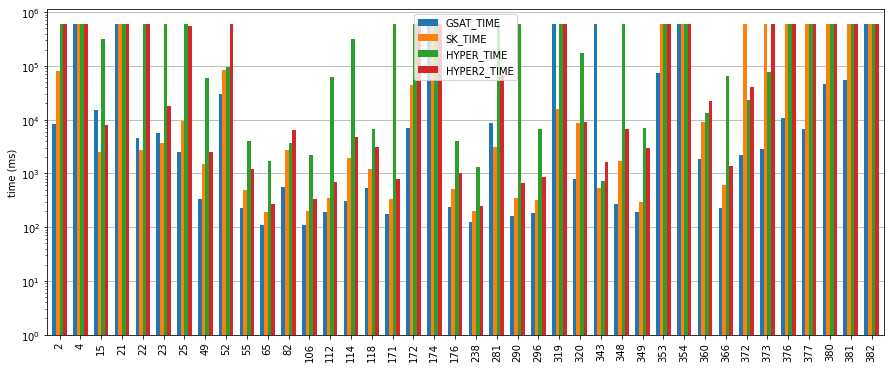 GSAT_TIME
SK_TIME
HYPER_TIME
HYPER2_TIME
time (ms)
10⁶
10⁵
10⁴
10³
10²
10¹
10⁰
2 4 15 21 22 23 25 49 52 55 65 82 106 112 114 118 171 172 174 176 238 281 290 296 319 320 343 348 349 353 354 360 366 372 373 376 377 380 381 382